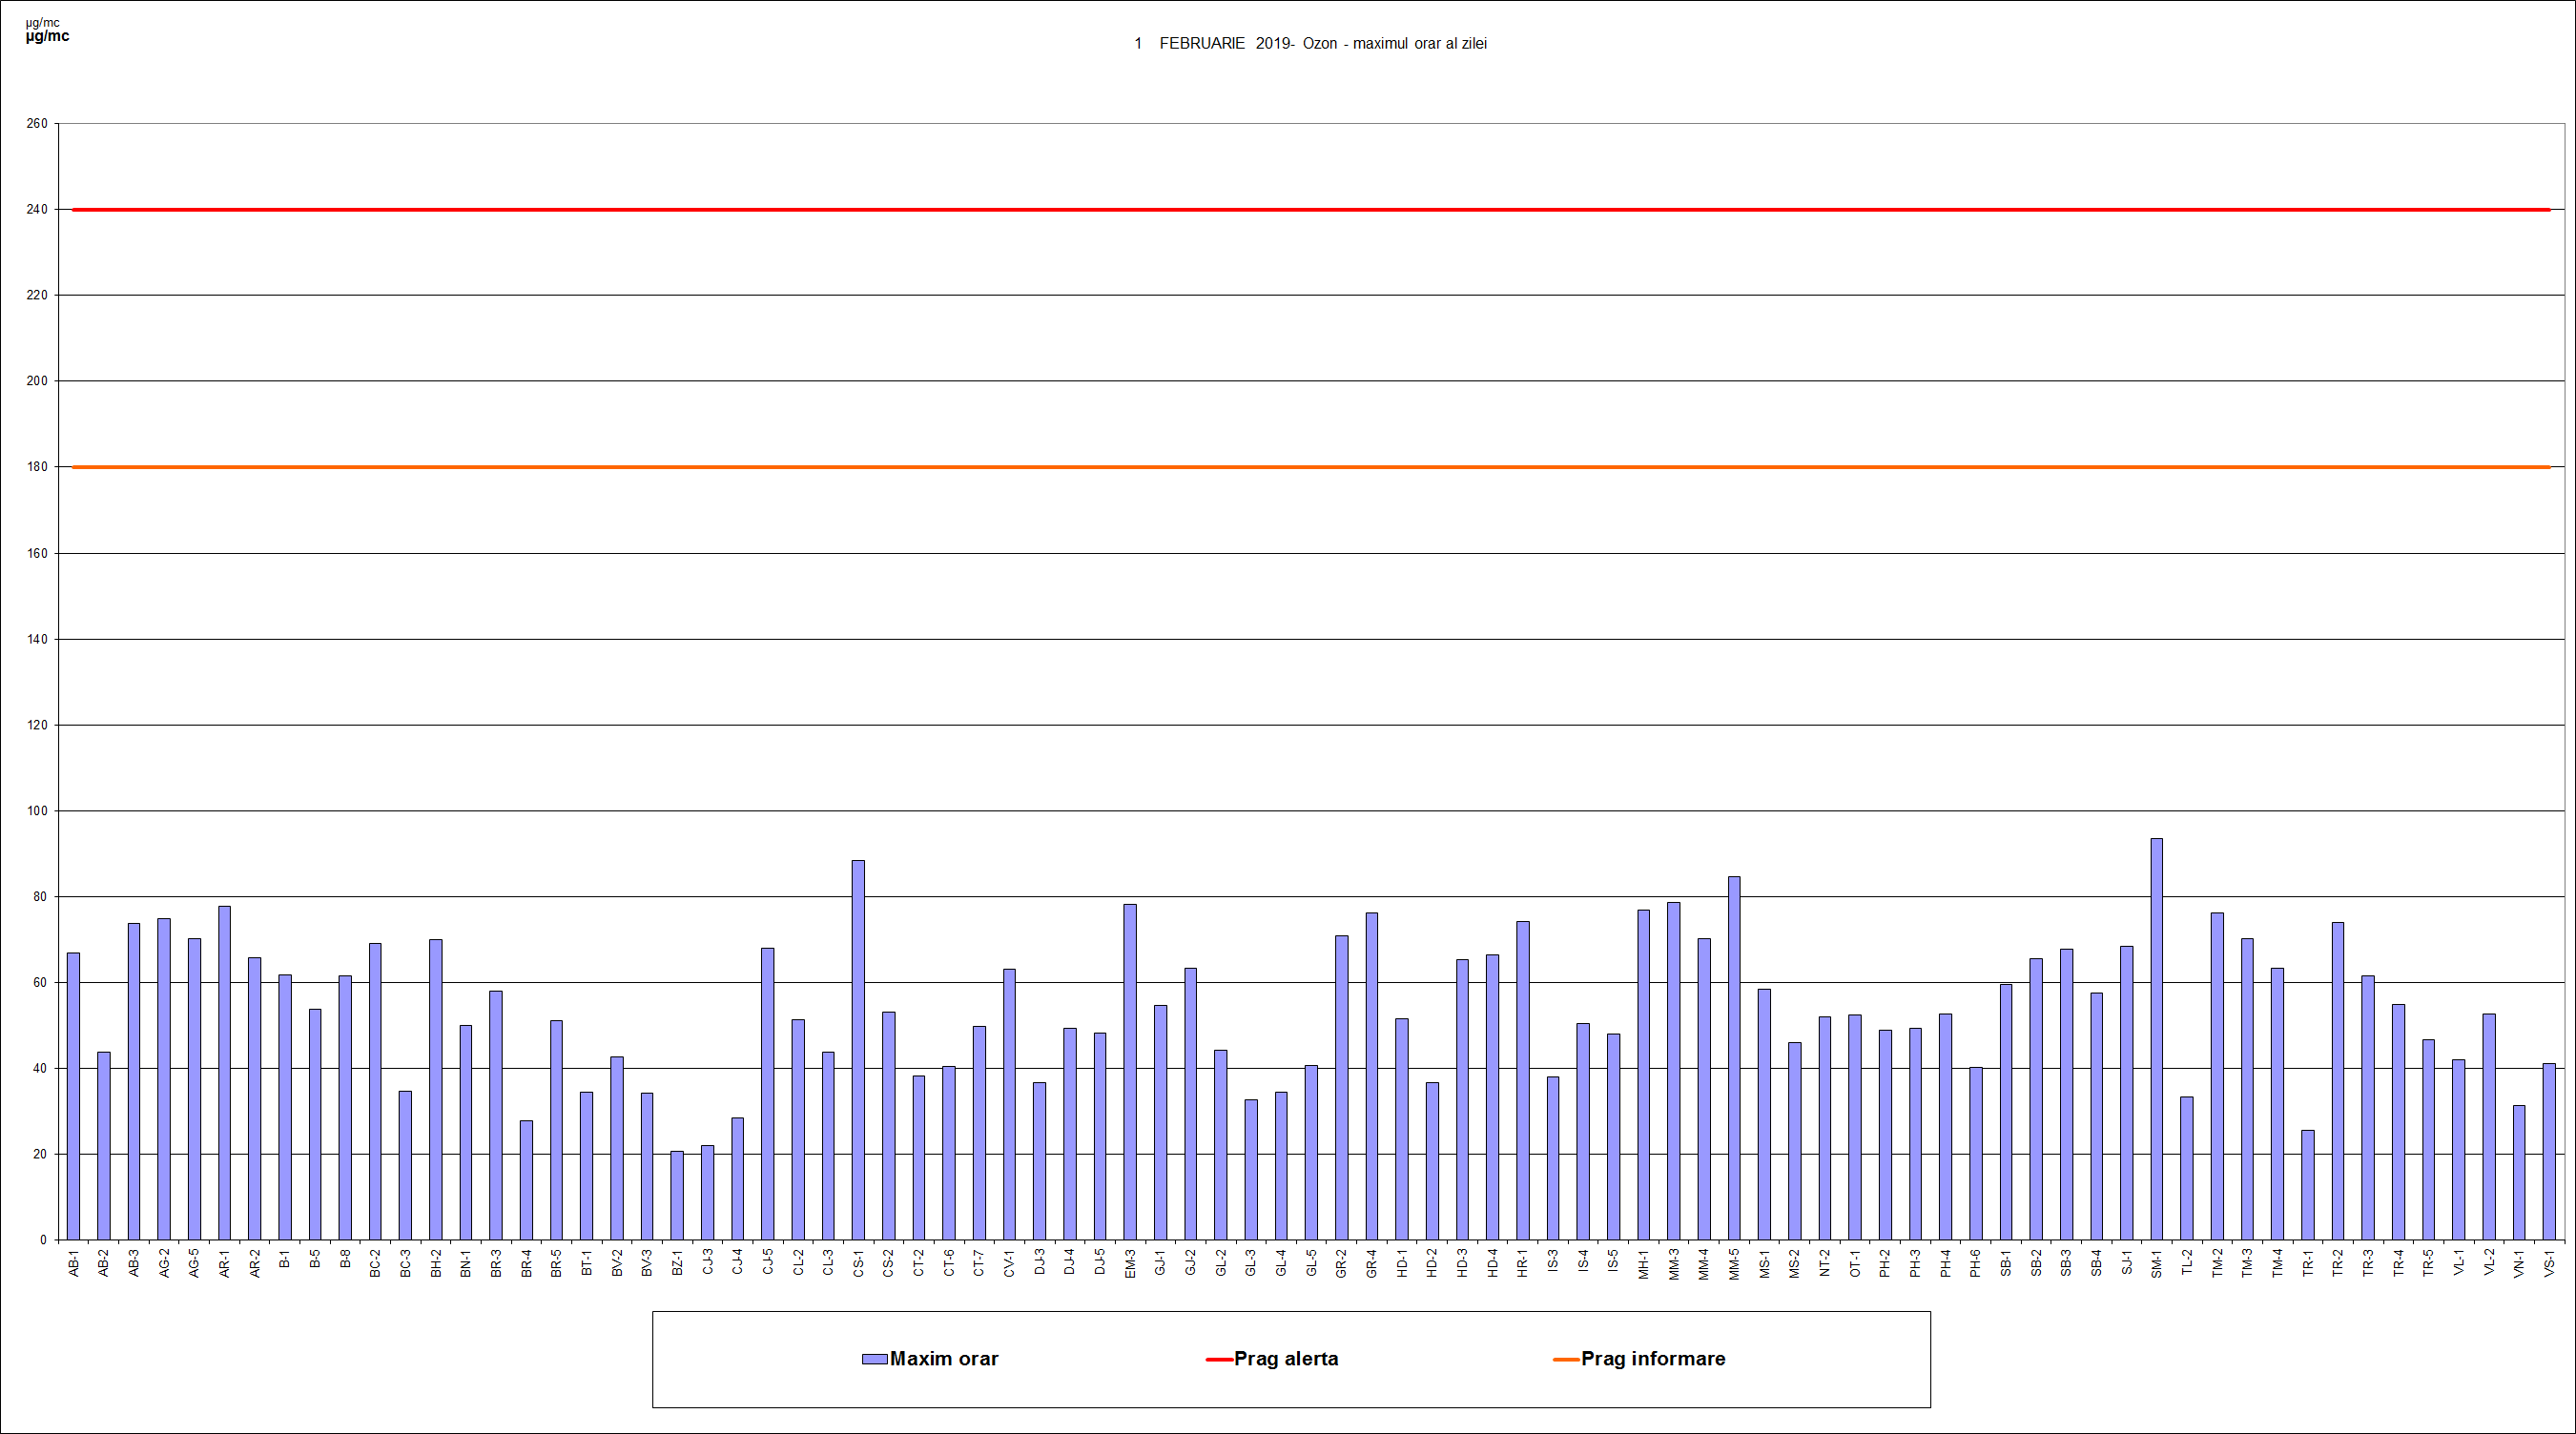 µg/mc
µg/mc
1 FEBRUARIE 2019- Ozon - maximul orar al zilei
260
240
220
200
180
160
140
120
100
80
60
40
20
0
AB-1
AB-2
AB-3
AG-2
AG-5
AR-1
AR-2
B-1
B-5
B-8
BC-2
BC-3
BH-2
BN-1
BR-3
BR-4
BR-5
BT-1
BV-2
BV-3
BZ-1
CJ-3
CJ-4
CJ-5
CL-2
CL-3
CS-1
CS-2
CT-2
CT-6
CT-7
CV-1
DJ-3
DJ-4
DJ-5
EM-3
GJ-1
GJ-2
GL-2
GL-3
GL-4
GL-5
GR-2
GR-4
HD-1
HD-2
HD-3
HD-4
HR-1
IS-3
IS-4
IS-5
MH-1
MM-3
MM-4
MM-5
MS-1
MS-2
NT-2
OT-1
PH-2
PH-3
PH-4
PH-6
SB-1
SB-2
SB-3
SB-4
SJ-1
SM-1
TL-2
TM-2
TM-3
TM-4
TR-1
TR-2
TR-3
TR-4
TR-5
VL-1
VL-2
VN-1
VS-1
Maxim orar
Prag alerta
Prag informare